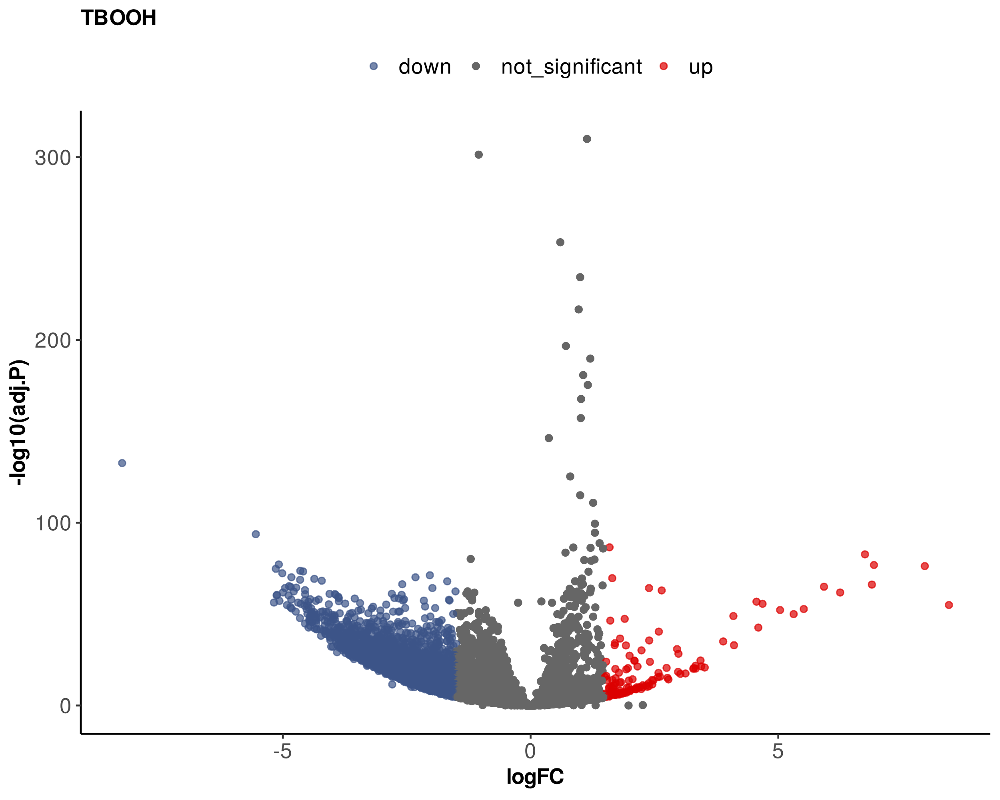 TBOOH
down not_significant up
-log10(adj.P)
300
200
100
0
-5 0 5
logFC